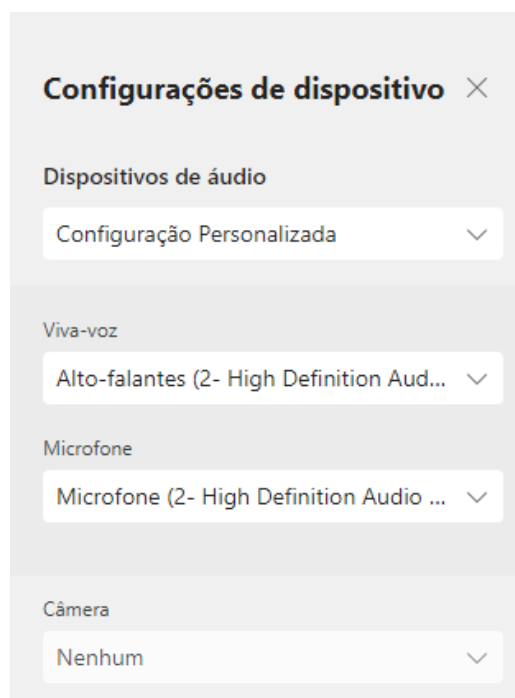 Configurações de dispositivo
Dispositivos de áudio
Configuração Personalizada
Viva-voz
Alto-falantes (2- High Definition Aud...
Microfone
Microfone (2- High Definition Audio ...
Câmera
Nenhum